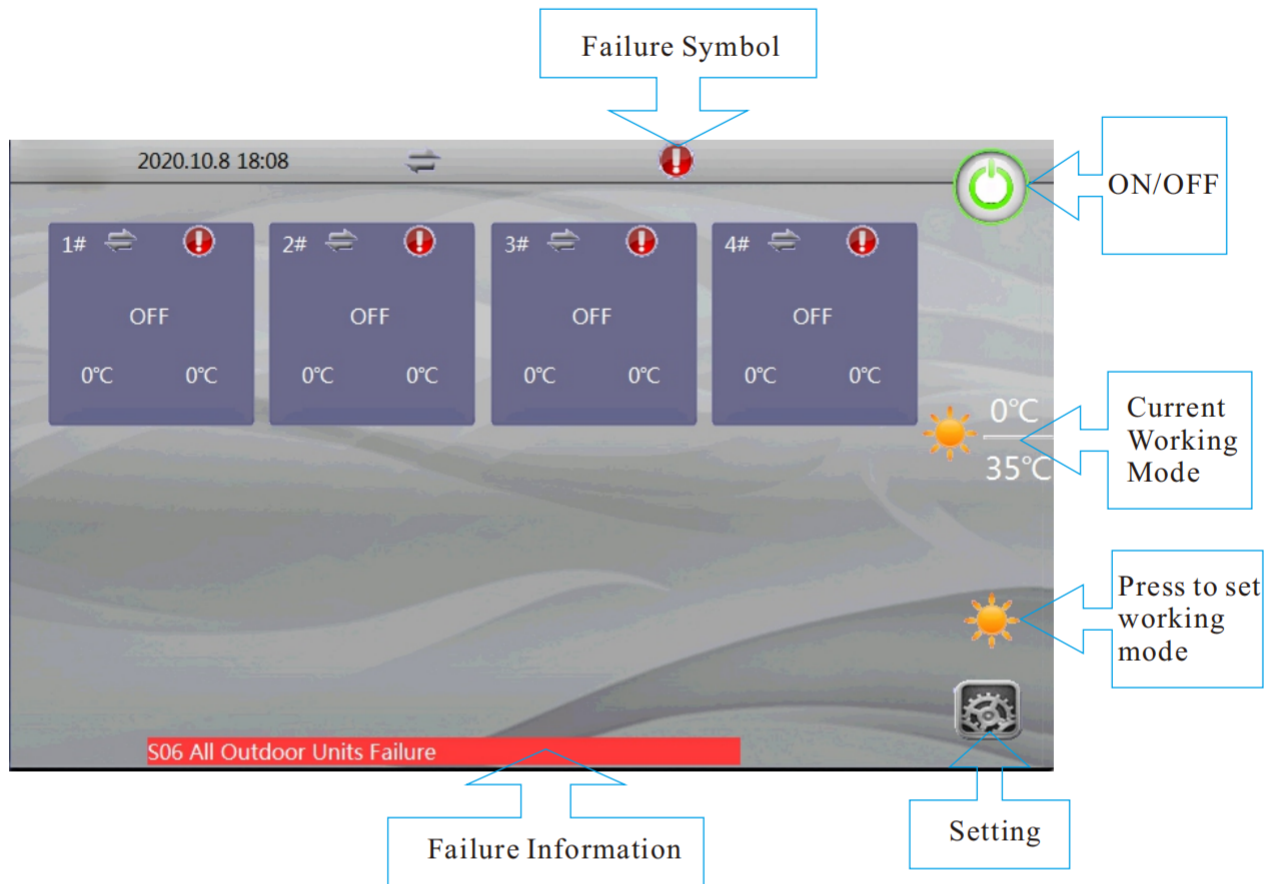 Failure Symbol
2020.10.8 18:08
ON/OFF
1#
2#
3#
4#
OFF
OFF
OFF
OFF
0℃ 0℃
0℃ 0℃
0℃ 0℃
0℃ 0℃
0℃
35℃
Current
Working
Mode
Press to set
working
mode
S06 All Outdoor Units Failure
Failure Information
Setting